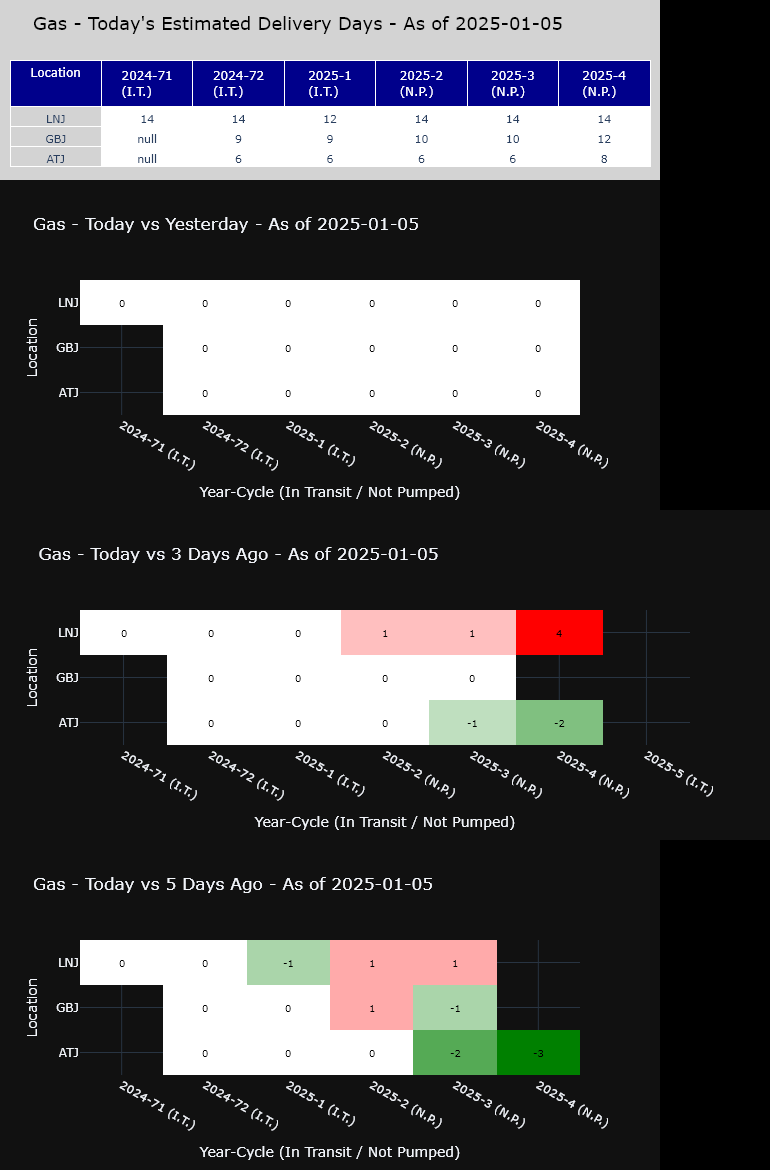 Gas - Today's Estimated Delivery Days - As of 2025-01-05
Location 2024-71 (I.T.) 2024-72 (I.T.) 2025-1 (I.T.) 2025-2 (N.P.) 2025-3 (N.P.) 2025-4 (N.P.)
LNJ 14 14 12 14 14 14
GBJ null 9 9 10 10 12
ATJ null 6 6 6 6 8
Gas - Today vs Yesterday - As of 2025-01-05
Location
LNJ 0 0 0 0 0 0
GBJ 0 0 0 0 0
ATJ 0 0 0 0 0
2024-71 (I.T.) 2024-72 (I.T.) 2025-1 (I.T.) 2025-2 (N.P.) 2025-3 (N.P.) 2025-4 (N.P.)
Year-Cycle (In Transit / Not Pumped)
Gas - Today vs 3 Days Ago - As of 2025-01-05
Location
LNJ 0 0 0 1 1 4
GBJ 0 0 0 0
ATJ 0 0 0 -1 -2
2024-71 (I.T.) 2024-72 (I.T.) 2025-1 (I.T.) 2025-2 (N.P.) 2025-3 (N.P.) 2025-4 (N.P.) 2025-5 (I.T.)
Year-Cycle (In Transit / Not Pumped)
Gas - Today vs 5 Days Ago - As of 2025-01-05
Location
LNJ 0 0 -1 1 1
GBJ 0 0 1 -1
ATJ 0 0 0 -2 -3
2024-71 (I.T.) 2024-72 (I.T.) 2025-1 (I.T.) 2025-2 (N.P.) 2025-3 (N.P.) 2025-4 (N.P.)
Year-Cycle (In Transit / Not Pumped)